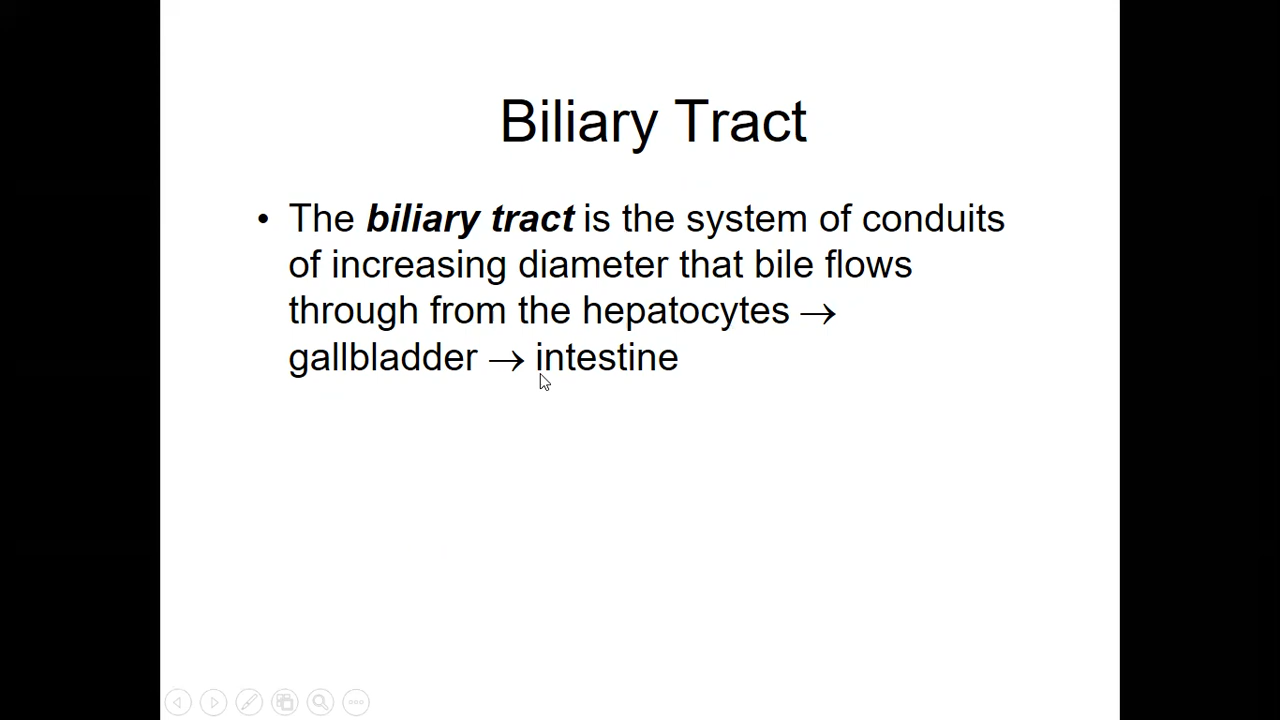 Biliary Tract
• The biliary tract is the system of conduits
of increasing diameter that bile flows
through from the hepatocytes →
gallbladder → intestine